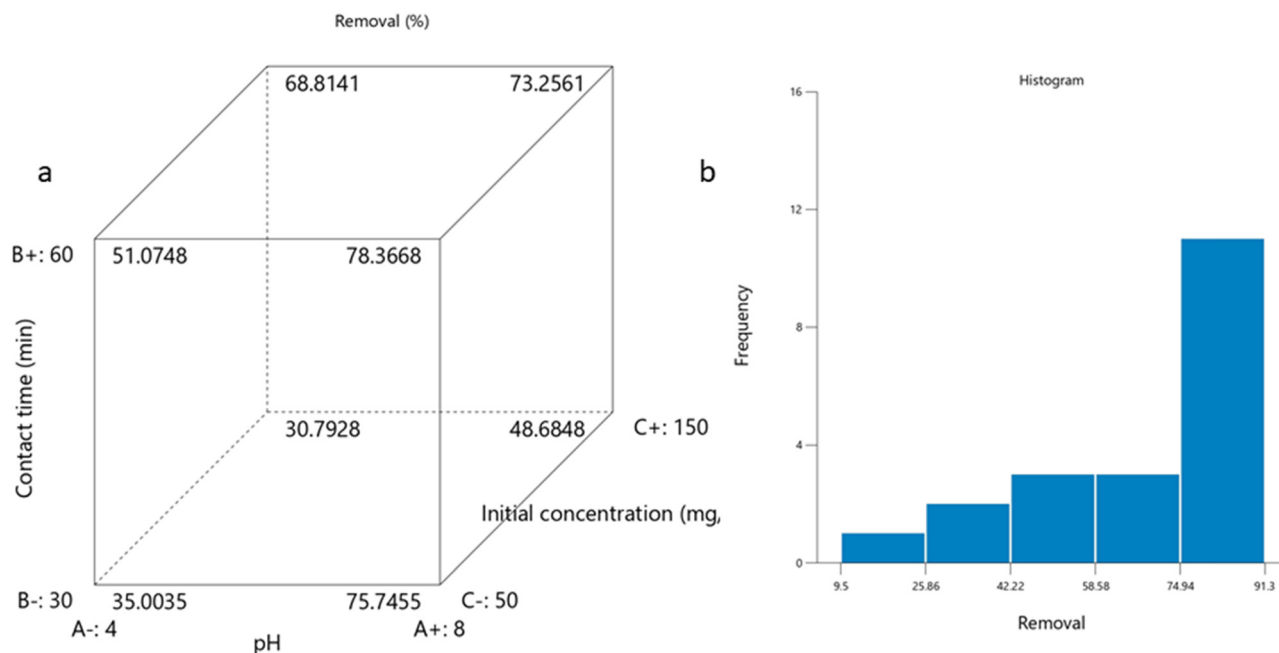 Removal (%)
68.8141
73.2561
a
B+: 60
51.0748
78.3668
Contact time (min)
30.7928
48.6848
C+: 150
Initial concentration (mg/
B-: 30
35.0035
75.7455
C-: 50
A-: 4
A+: 8
pH
b
Histogram
16
12
8
4
0
Frequency
9.5
25.86
42.22
58.58
74.94
91.3
Removal